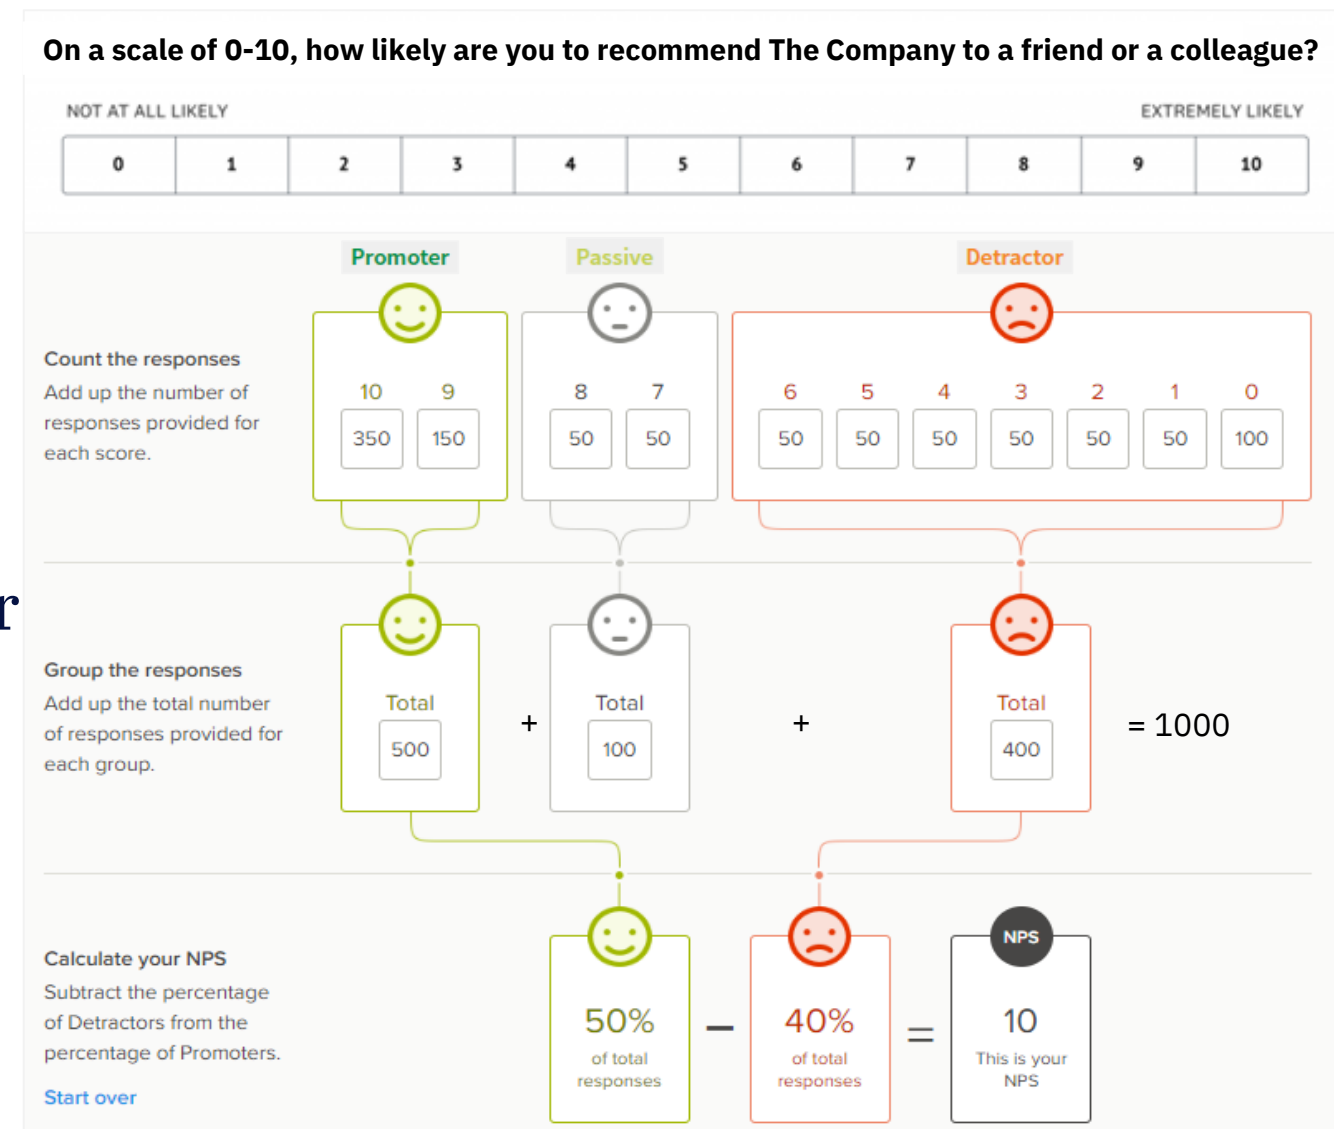 On a scale of 0-10, how likely are you to recommend The Company to a friend or a colleague?
NOT AT ALL LIKELY EXTREMELY LIKELY
0 1 2 3 4 5 6 7 8 9 10
Promoter Passive Detractor
Count the responses
Add up the number of
responses provided for
each score.
10 9 8 7 6 5 4 3 2 1 0
350 150 50 50 50 50 50 50 50 50 100
r
Group the responses
Add up the total number
of responses provided for
each group.
Total Total Total
500 + 100 + 400 = 1000
Calculate your NPS
Subtract the percentage
of Detractors from the
percentage of Promoters.
Start over
NPS
50% – 40% = 10
of total of total This is your
responses responses NPS